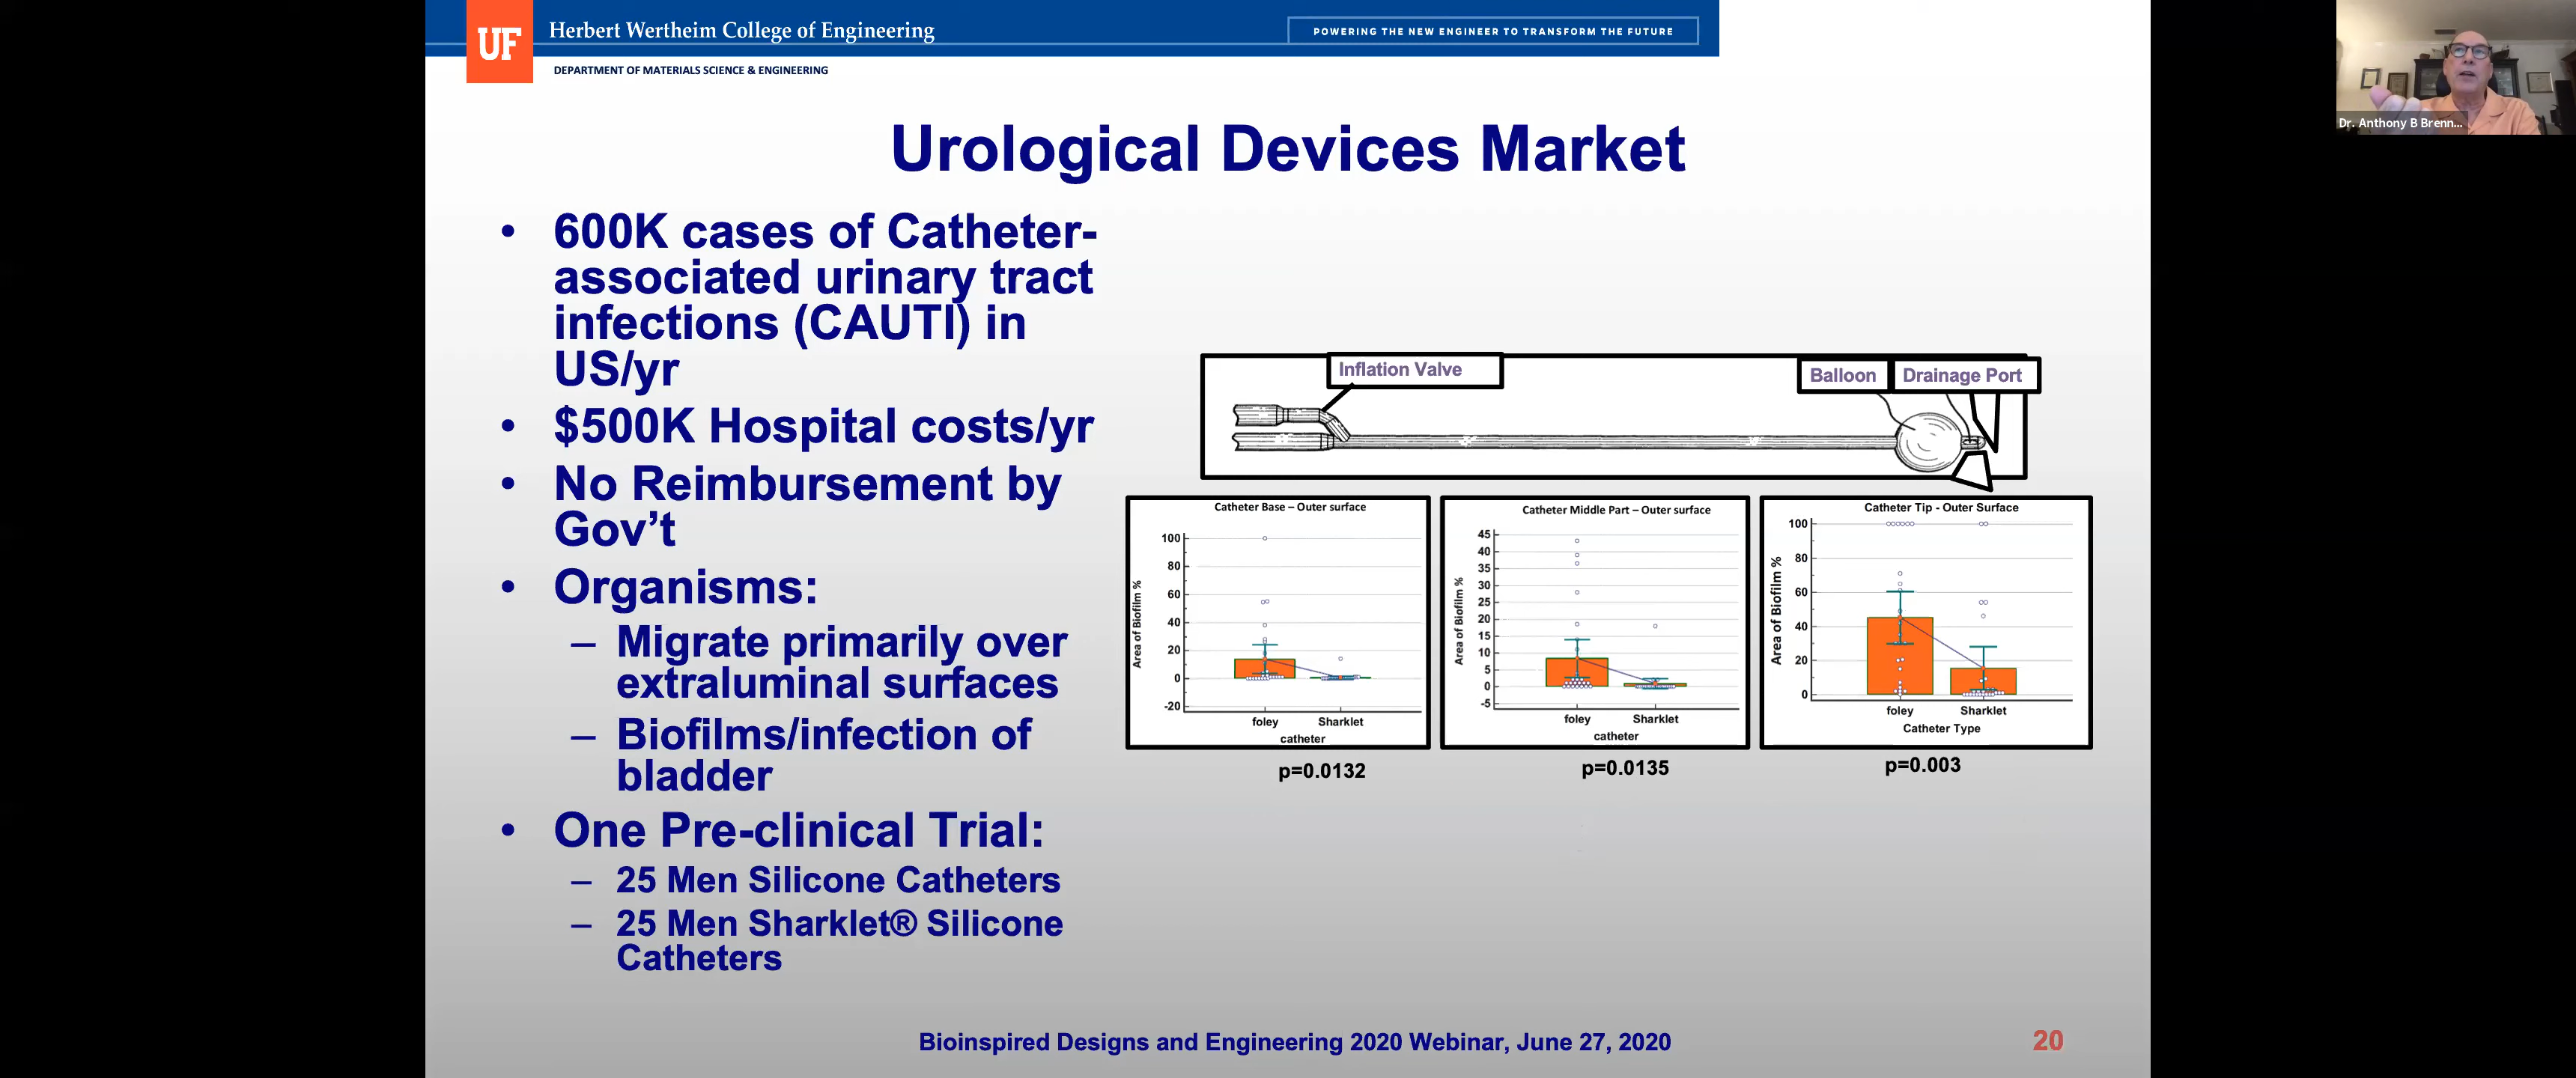 UF
Herbert Wertheim College of Engineering
POWERING THE NEW ENGINEER TO TRANSFORM THE FUTURE
DEPARTMENT OF MATERIALS SCIENCE & ENGINEERING
Dr. Anthony B Brenn...
Urological Devices Market
• 600K cases of Catheter-
associated urinary tract
infections (CAUTI) in
US/yr
• $500K Hospital costs/yr
• No Reimbursement by
Gov’t
• Organisms:
– Migrate primarily over
extraluminal surfaces
– Biofilms/infection of
bladder
• One Pre-clinical Trial:
– 25 Men Silicone Catheters
– 25 Men Sharklet® Silicone
Catheters
Inflation Valve
Balloon
Drainage Port
Catheter Base – Outer surface
Area of Biofilm %
100
80
60
40
20
0
-20
foley Sharklet
catheter
p=0.0132
Catheter Middle Part – Outer surface
Area of Biofilm %
45
40
35
30
25
20
15
10
5
0
-5
foley Sharklet
catheter
p=0.0135
Catheter Tip - Outer Surface
Area of Biofilm %
100
80
60
40
20
0
foley Sharklet
Catheter Type
p=0.003
Bioinspired Designs and Engineering 2020 Webinar, June 27, 2020
20